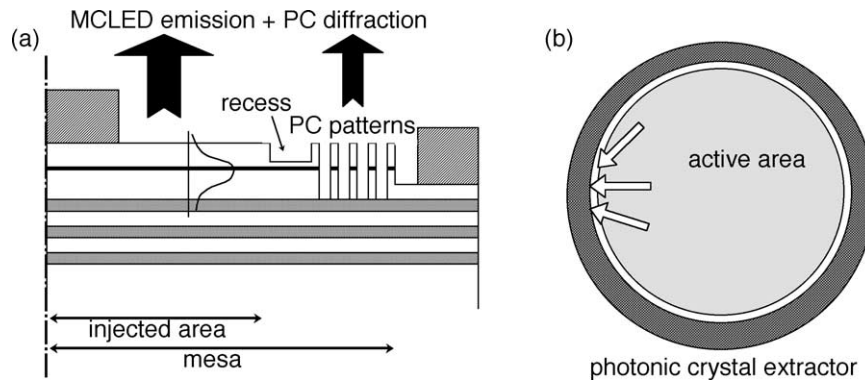 MCLED emission + PC diffraction
(a)
recess
PC patterns
injected area
mesa
(b)
active area
photonic crystal extractor